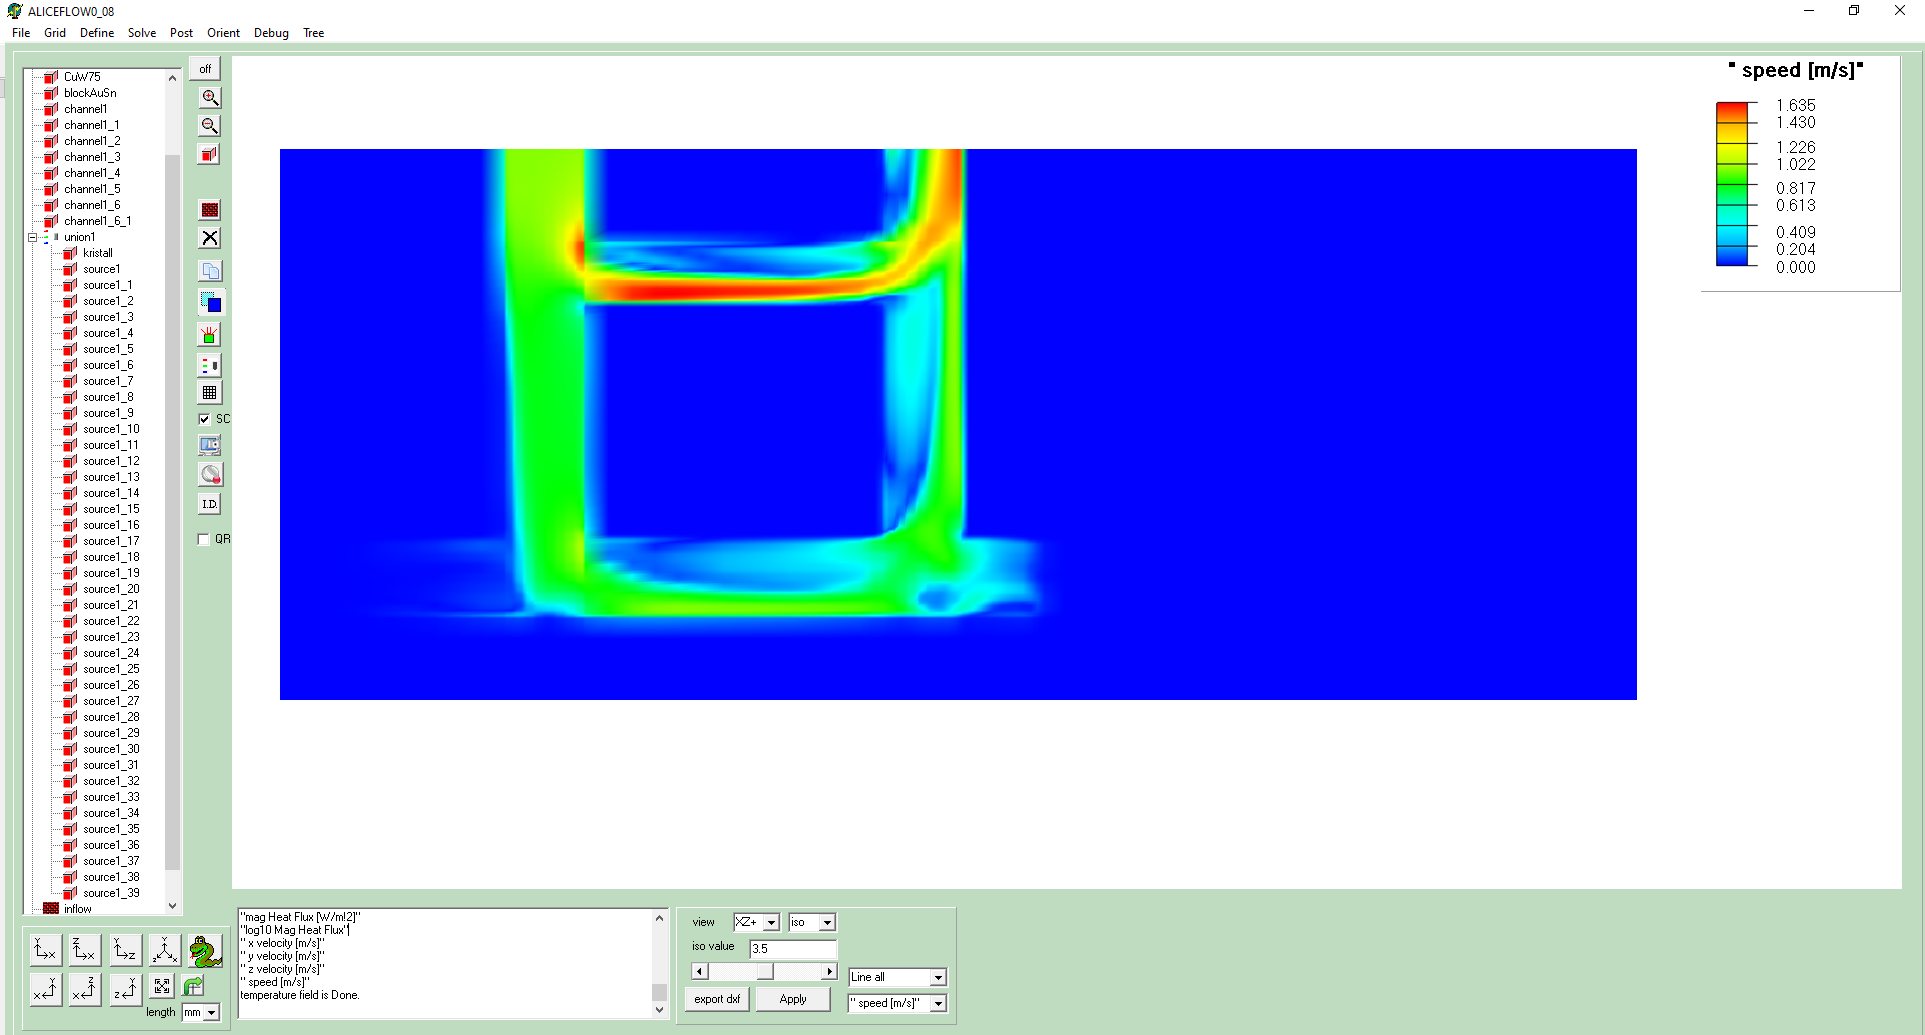 ALICEFLOW0_08
File Grid Define Solve Post Orient Debug Tree
CuW75
blockAuSn
channel1
channel1_1
channel1_2
channel1_3
channel1_4
channel1_5
channel1_6
channel1_6_1
union1
kristall
source1
source1_1
source1_2
source1_3
source1_4
source1_5
source1_6
source1_7
source1_8
source1_9
source1_10
source1_11
source1_12
source1_13
source1_14
source1_15
source1_16
source1_17
source1_18
source1_19
source1_20
source1_21
source1_22
source1_23
source1_24
source1_25
source1_26
source1_27
source1_28
source1_29
source1_30
source1_31
source1_32
source1_33
source1_34
source1_35
source1_36
source1_37
source1_38
source1_39
inflow
off
SC
I.D.
QR
" speed [m/s]"
1.635
1.430
1.226
1.022
0.817
0.613
0.409
0.204
0.000
Y X
Z X
Y Z
Y Z X
Y X
Z X
Y Z
length mm
"mag Heat Flux [W/m!2]"
"log10 Mag Heat Flux"
" x velocity [m/s]"
" y velocity [m/s]"
" z velocity [m/s]"
" speed [m/s]"
temperature field is Done.
view XZ+ iso
iso value 3.5
Line all
export dxf Apply " speed [m/s]"